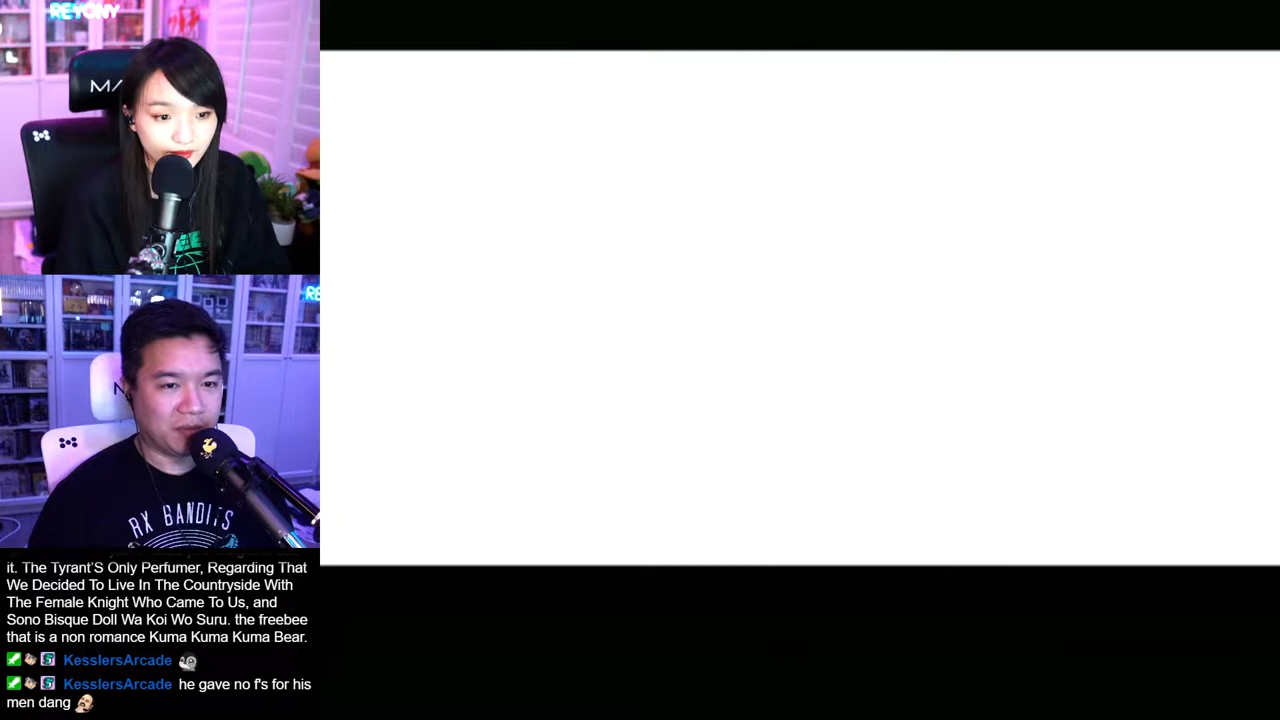 REYONY
RE
RX BANDITS
it. The Tyrant'S Only Perfumer, Regarding That
We Decided To Live In The Countryside With
The Female Knight Who Came To Us, and
Sono Bisque Doll Wa Koi Wo Suru. the freebee
that is a non romance Kuma Kuma Kuma Bear.
KesslersArcade
KesslersArcade he gave no f's for his
men dang